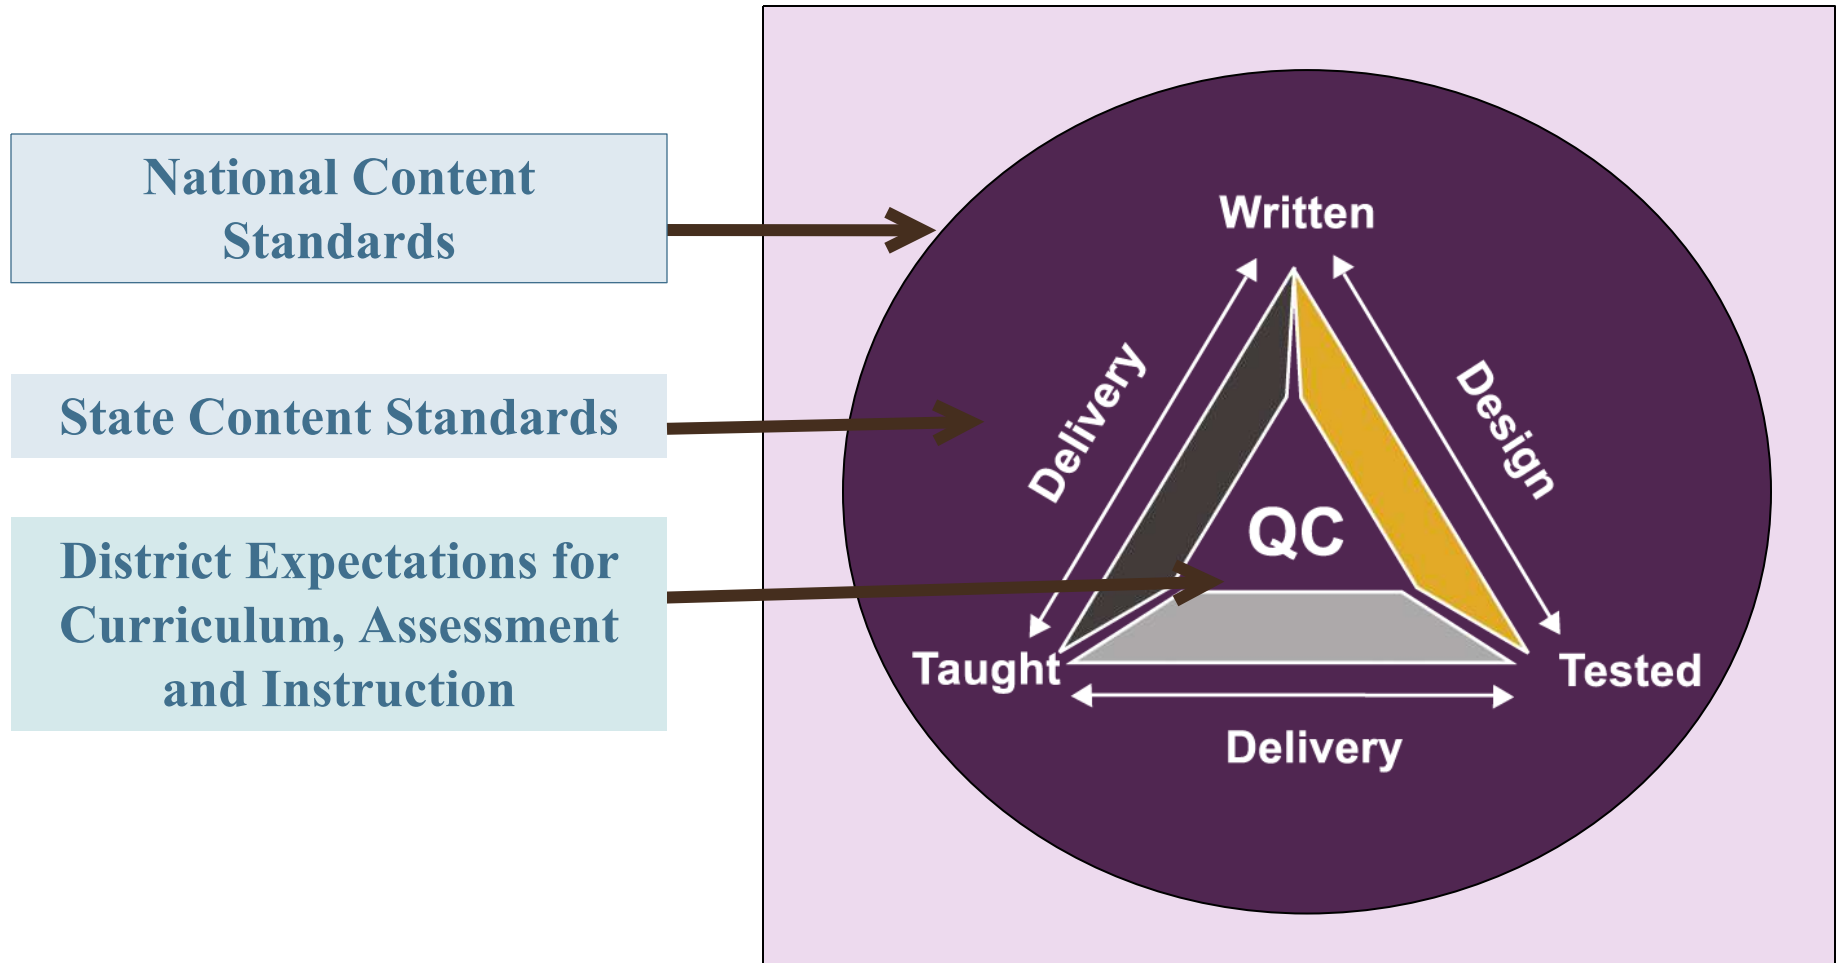 National Content
Standards
State Content Standards
District Expectations for
Curriculum, Assessment
and Instruction
Written
Delivery
Design
QC
Taught
Tested
Delivery